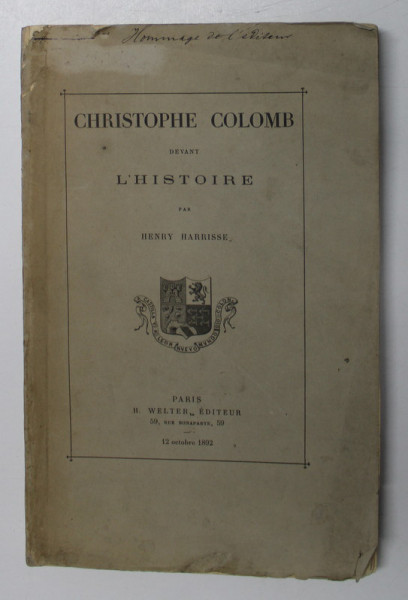 Hommage de l'éditeur
CHRISTOPHE COLOMB
DEVANT
L'HISTOIRE
PAR
HENRY HARRISSE
PARIS
H. WELTER, ÉDITEUR
59, RUE BONAPARTE, 59
12 octobre 1892